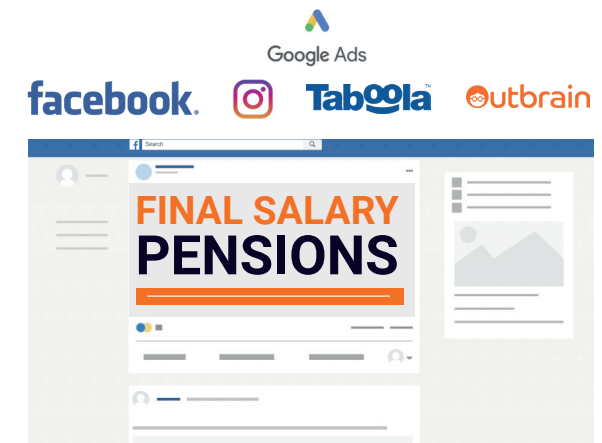 Google Ads
facebook.
Taboola
Outbrain
f Search
FINAL SALARY
PENSIONS